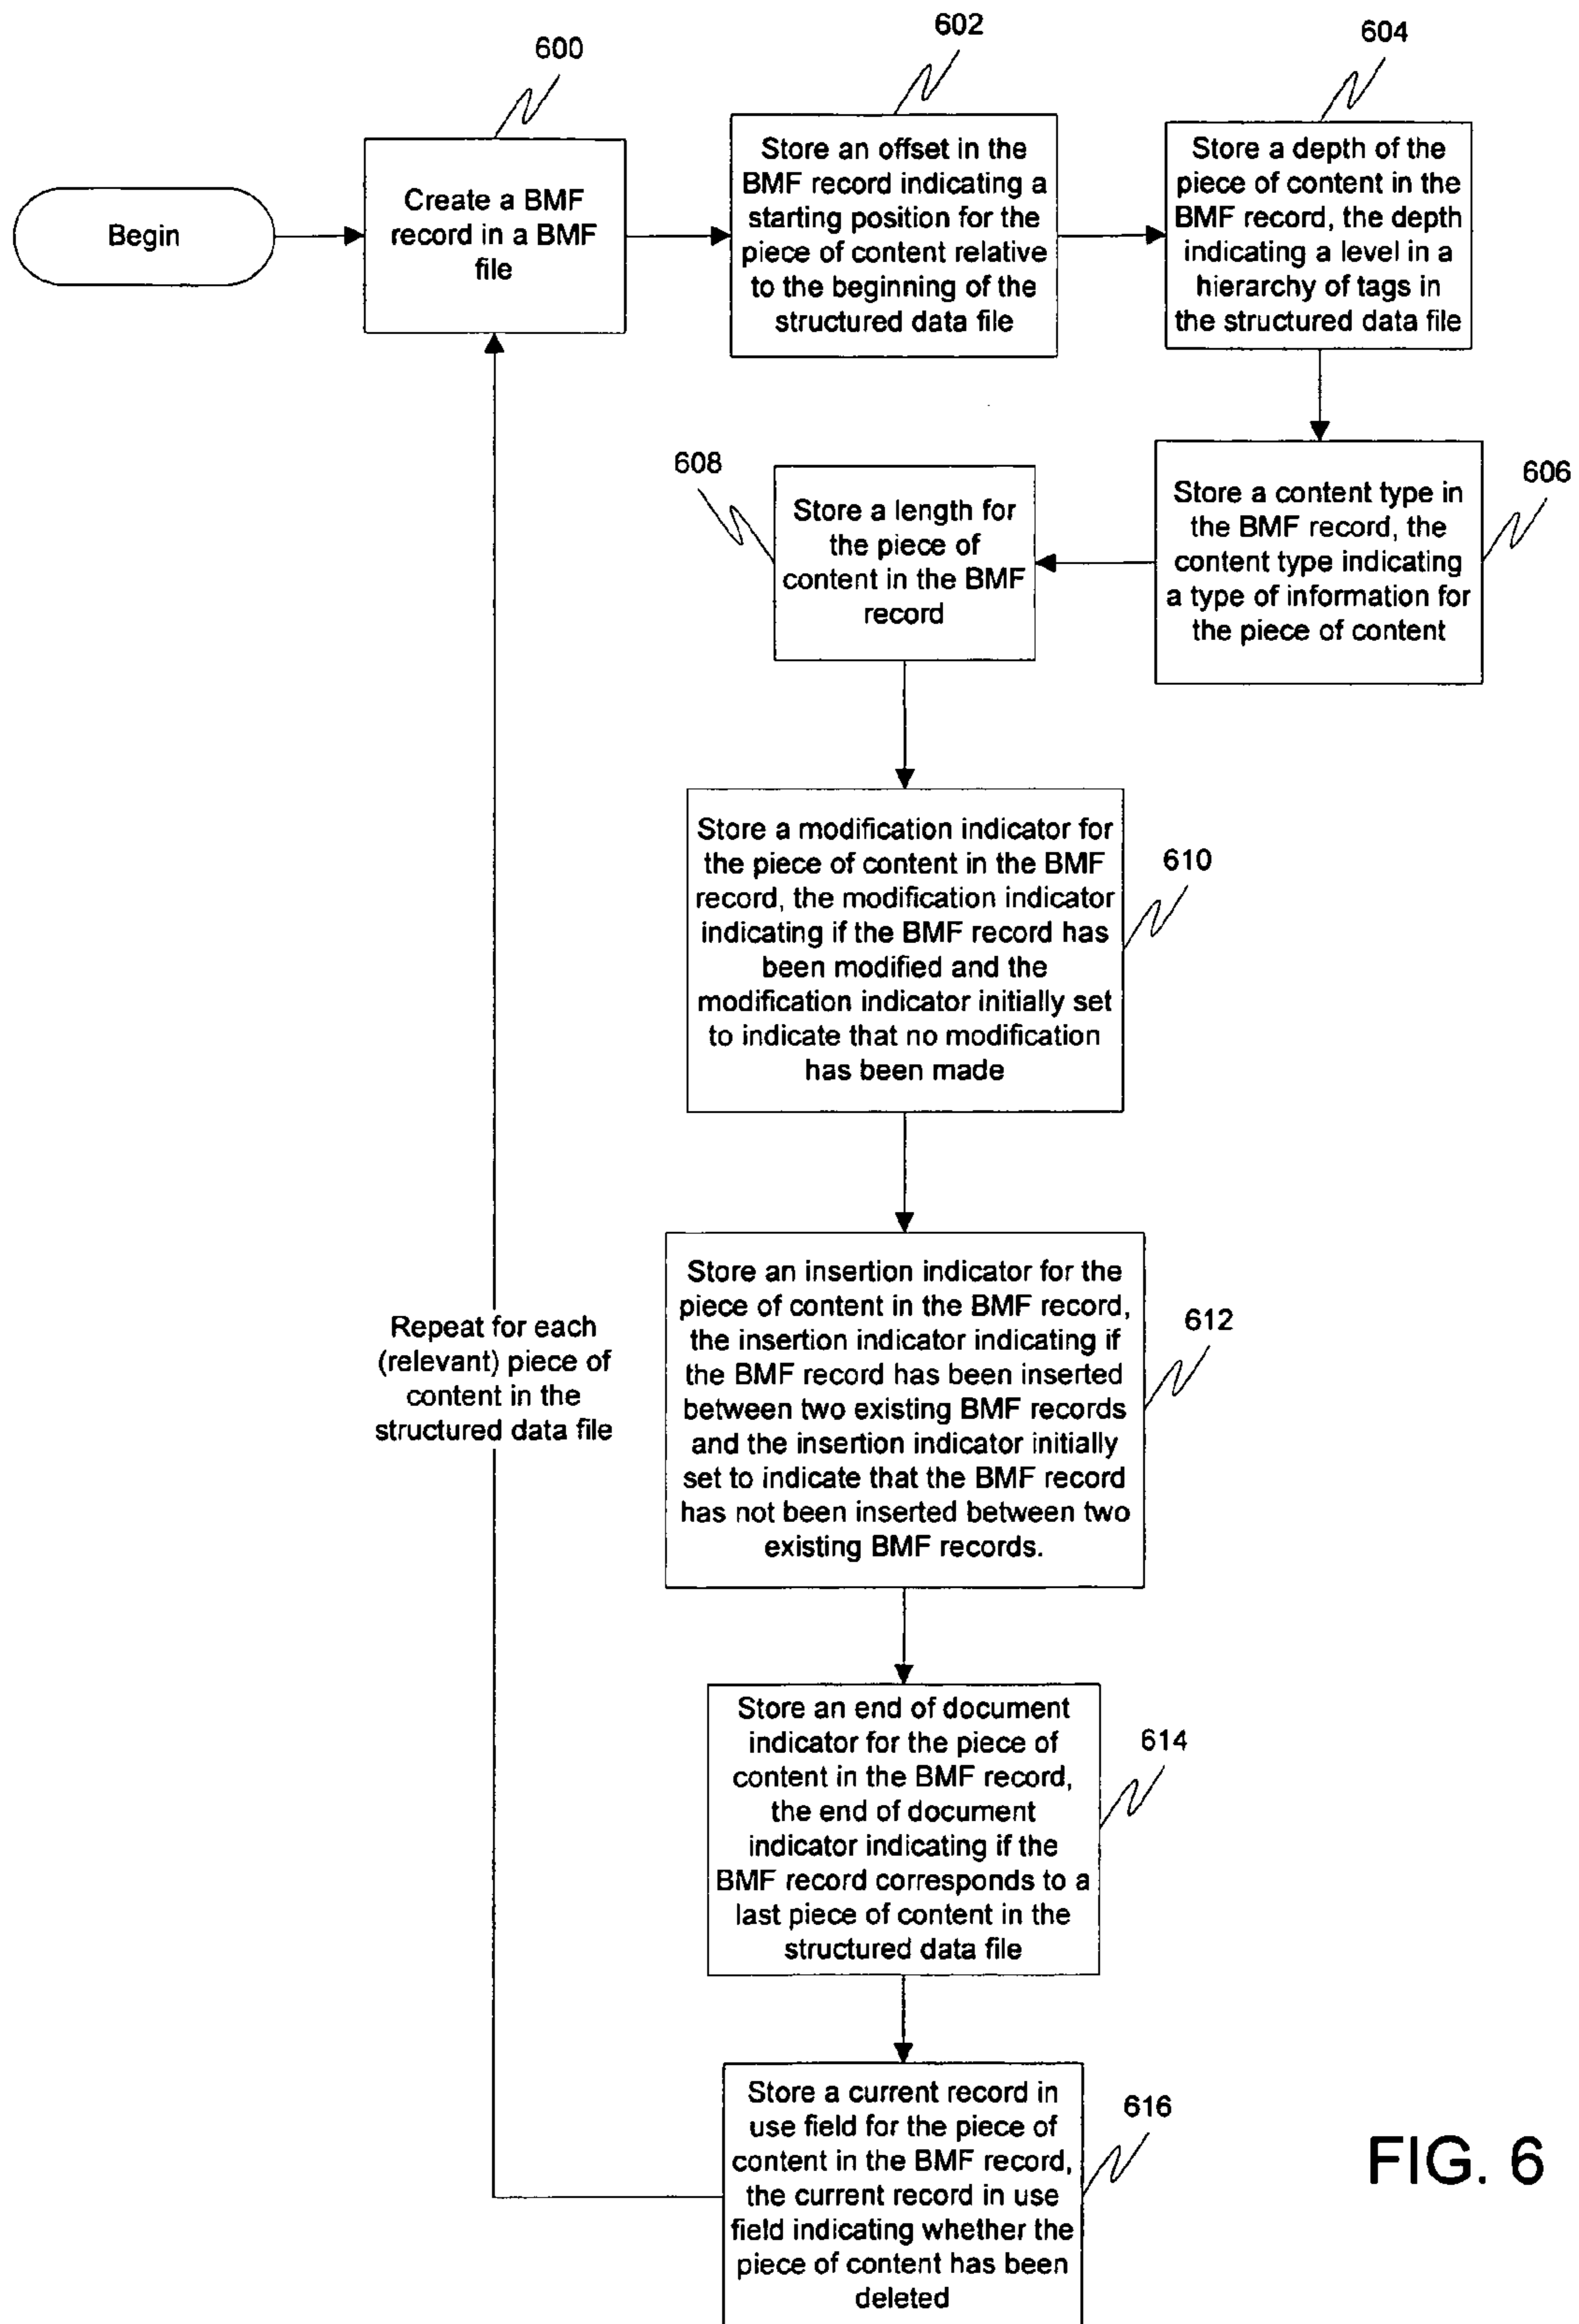 600
602
604
Begin
Create a BMF
record in a BMF
file
Store an offset in the
BMF record indicating a
starting position for the
piece of content relative
to the beginning of the
structured data file
Store a depth of the
piece of content in the
BMF record, the depth
indicating a level in a
hierarchy of tags in
the structured data file
606
Store a content type in
the BMF record, the
content type indicating
a type of information for
the piece of content
608
Store a length for
the piece of
content in the BMF
record
610
Store a modification indicator for
the piece of content in the BMF
record, the modification indicator
indicating if the BMF record has
been modified and the
modification indicator initially set
to indicate that no modification
has been made
612
Store an insertion indicator for the
piece of content in the BMF record,
the insertion indicator indicating if
the BMF record has been inserted
between two existing BMF records
and the insertion indicator initially
set to indicate that the BMF record
has not been inserted between two
existing BMF records.
Repeat for each
(relevant) piece of
content in the
structured data file
614
Store an end of document
indicator for the piece of
content in the BMF record,
the end of document
indicator indicating if the
BMF record corresponds to a
last piece of content in the
structured data file
616
Store a current record in
use field for the piece of
content in the BMF record,
the current record in use
field indicating whether the
piece of content has been
deleted
FIG. 6